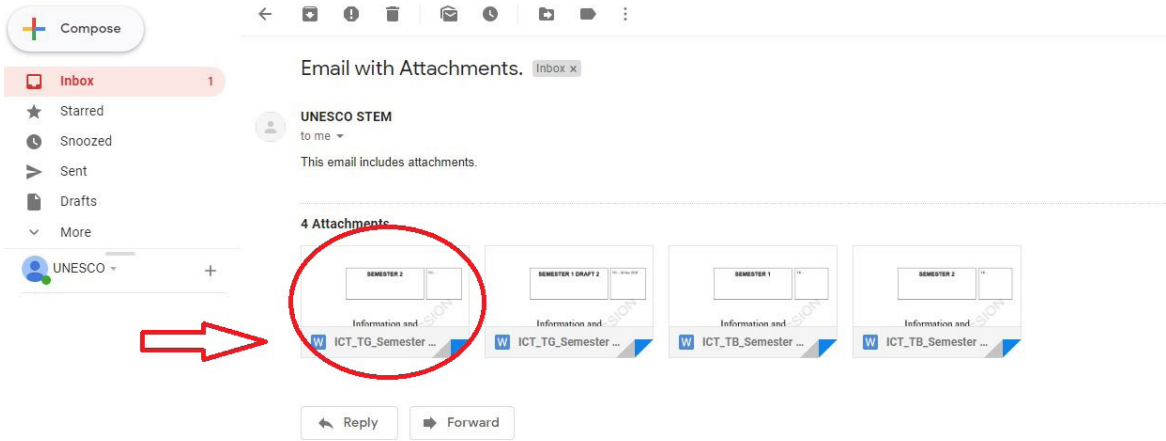 Compose
Inbox 1
Starred
Snoozed
Sent
Drafts
More
UNESCO
Email with Attachments. Inbox x
UNESCO STEM
to me
This email includes attachments.
4 Attachments
SEMESTER 2
SEMESTER 1 DRAFT 2
SEMESTER 1
SEMESTER 2
Information and
Information and
Information and
Information and
W ICT_TG_Semester ...
W ICT_TG_Semester ...
W ICT_TB_Semester ...
W ICT_TB_Semester ...
Reply
Forward